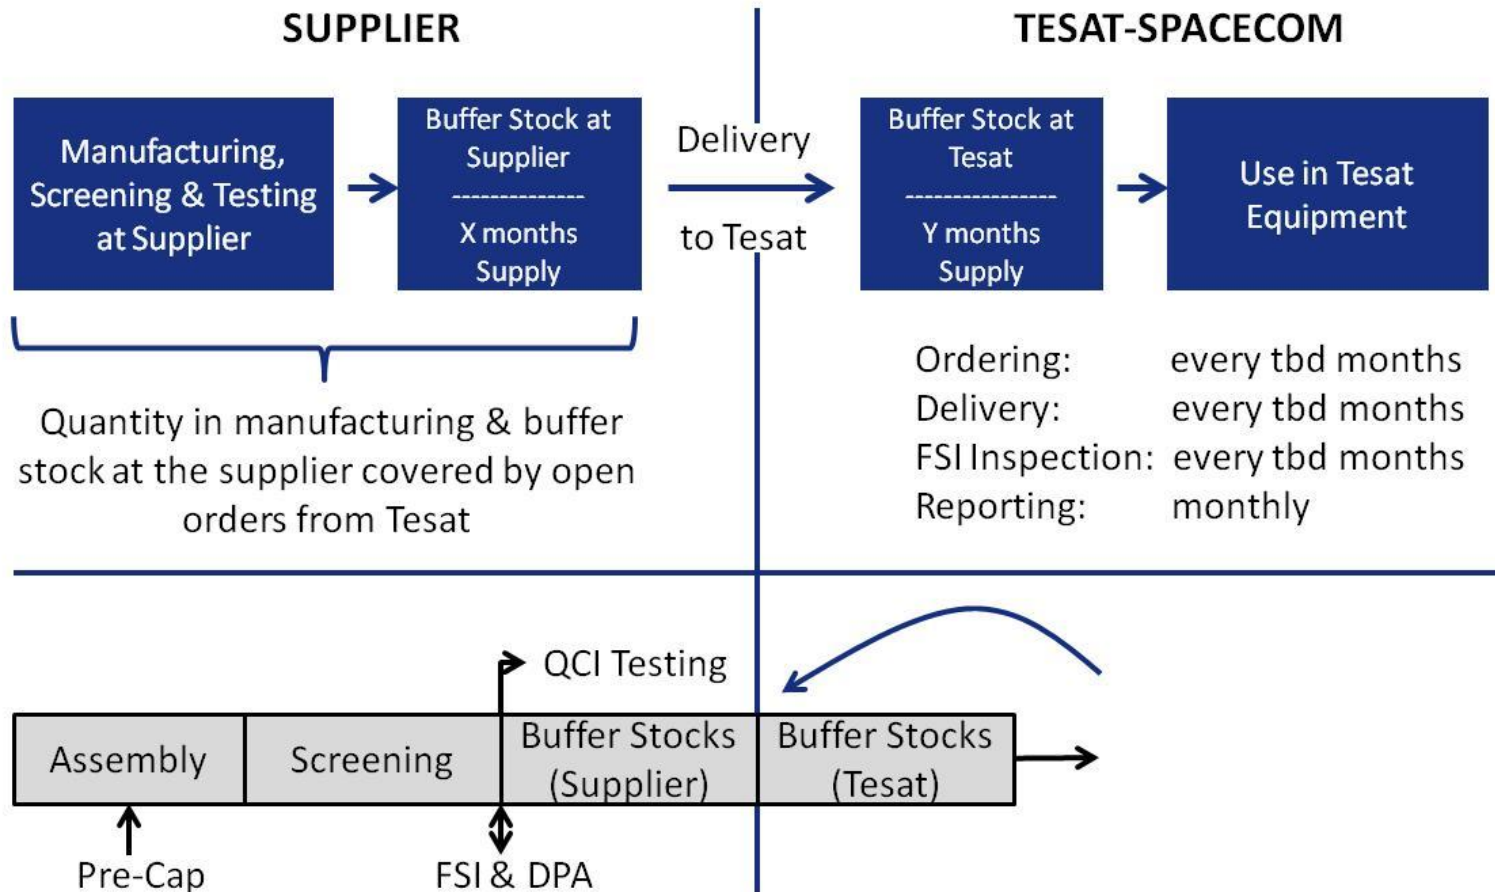 SUPPLIER
TESAT-SPACECOM
Manufacturing,
Screening & Testing
at Supplier
Buffer Stock at
Supplier
--------------
X months
Supply
Delivery
to Tesat
Buffer Stock at
Tesat
----------------
Y months
Supply
Use in Tesat
Equipment
Quantity in manufacturing & buffer
stock at the supplier covered by open
orders from Tesat
Ordering: every tbd months
Delivery: every tbd months
FSI Inspection: every tbd months
Reporting: monthly
QCI Testing
Assembly
Screening
Buffer Stocks
(Supplier)
Buffer Stocks
(Tesat)
Pre-Cap
FSI & DPA